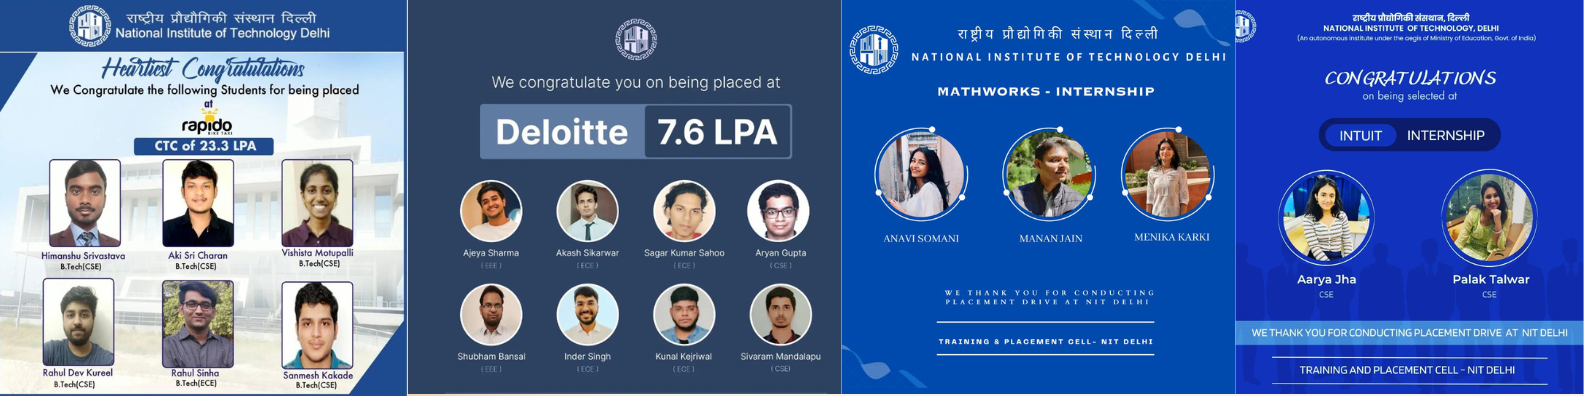 राष्ट्रीय प्रौद्योगिकी संस्थान दिल्ली
National Institute of Technology Delhi
Heartiest Congratulations
We Congratulate the following Students for being placed
at
rapido
BIKE TAXI
CTC of 23.3 LPA
Himanshu Srivastava
B.Tech(CSE)
Aki Sri Charan
B.Tech(CSE)
Vishista Motupalli
B.Tech(CSE)
Rahul Dev Kureel
B.Tech(CSE)
Rahul Sinha
B.Tech(ECE)
Sanmesh Kakade
B.Tech(CSE)
We congratulate you on being placed at
Deloitte 7.6 LPA
Ajeya Sharma
( EEE )
Akash Sikarwar
( ECE )
Sagar Kumar Sahoo
( ECE )
Aryan Gupta
( CSE )
Shubham Bansal
( EEE )
Inder Singh
( ECE )
Kunal Kejriwal
( ECE )
Sivaram Mandalapu
( CSE)
राष्ट्रीय प्रौद्योगिकी संस्थान दिल्ली
NATIONAL INSTITUTE OF TECHNOLOGY DELHI
MATHWORKS - INTERNSHIP
ANAVI SOMANI
MANAN JAIN
MENIKA KARKI
WE THANK YOU FOR CONDUCTING
PLACEMENT DRIVE AT NIT DELHI
TRAINING & PLACEMENT CELL- NIT DELHI
राष्ट्रीय प्रौद्योगिकी संस्थान, दिल्ली
NATIONAL INSTITUTE OF TECHNOLOGY, DELHI
(An autonomous institute under the aegis of Ministry of Education, Govt. of India)
CONGRATULATIONS
on being selected at
INTUIT INTERNSHIP
Aarya Jha
CSE
Palak Talwar
CSE
WE THANK YOU FOR CONDUCTING PLACEMENT DRIVE AT NIT DELHI
TRAINING AND PLACEMENT CELL - NIT DELHI